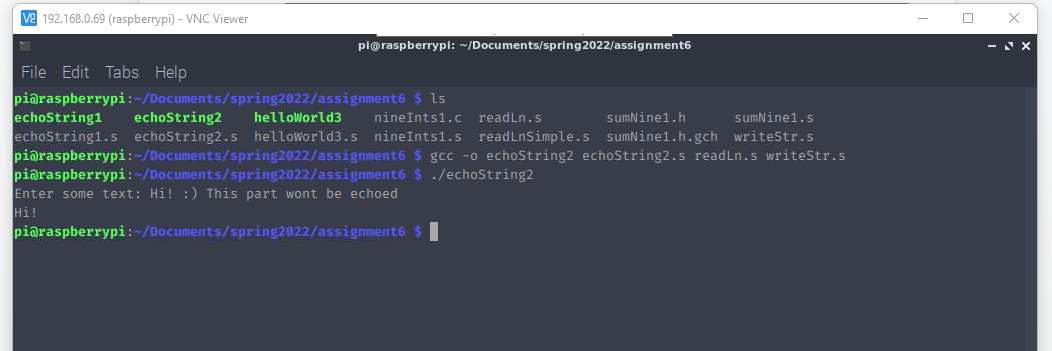 192.168.0.69 (raspberrypi) - VNC Viewer
pi@raspberrypi: ~/Documents/spring2022/assignment6
File Edit Tabs Help
pi@raspberrypi:~/Documents/spring2022/assignment6 $ ls
echoString1 echoString2 helloWorld3 nineInts1.c readLn.s sumNine1.h sumNine1.s
echoString1.s echoString2.s helloWorld3.s nineInts1.s readLnSimple.s sumNine1.h.gch writeStr.s
pi@raspberrypi:~/Documents/spring2022/assignment6 $ gcc -o echoString2 echoString2.s readLn.s writeStr.s
pi@raspberrypi:~/Documents/spring2022/assignment6 $ ./echoString2
Enter some text: Hi! :) This part wont be echoed
Hi!
pi@raspberrypi:~/Documents/spring2022/assignment6 $